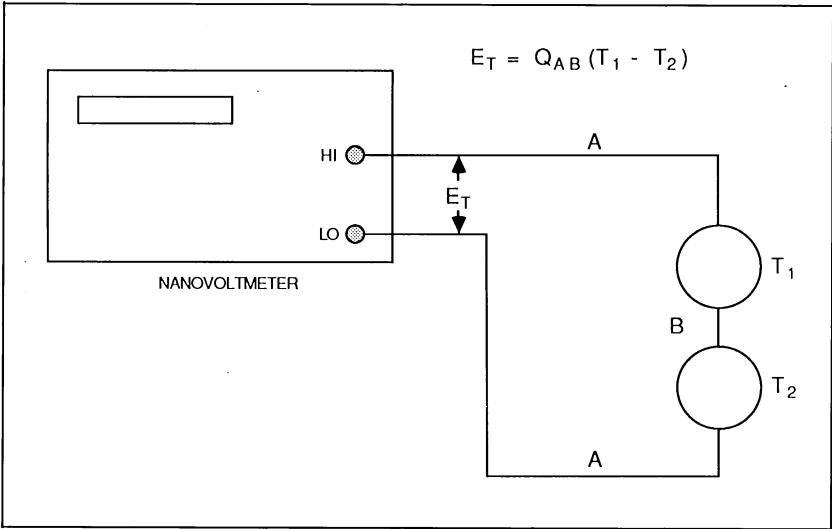 E_T = Q_AB (T_1 - T_2)
A
HI
E_T
LO
T_1
NANOVOLTMETER
B
T_2
A